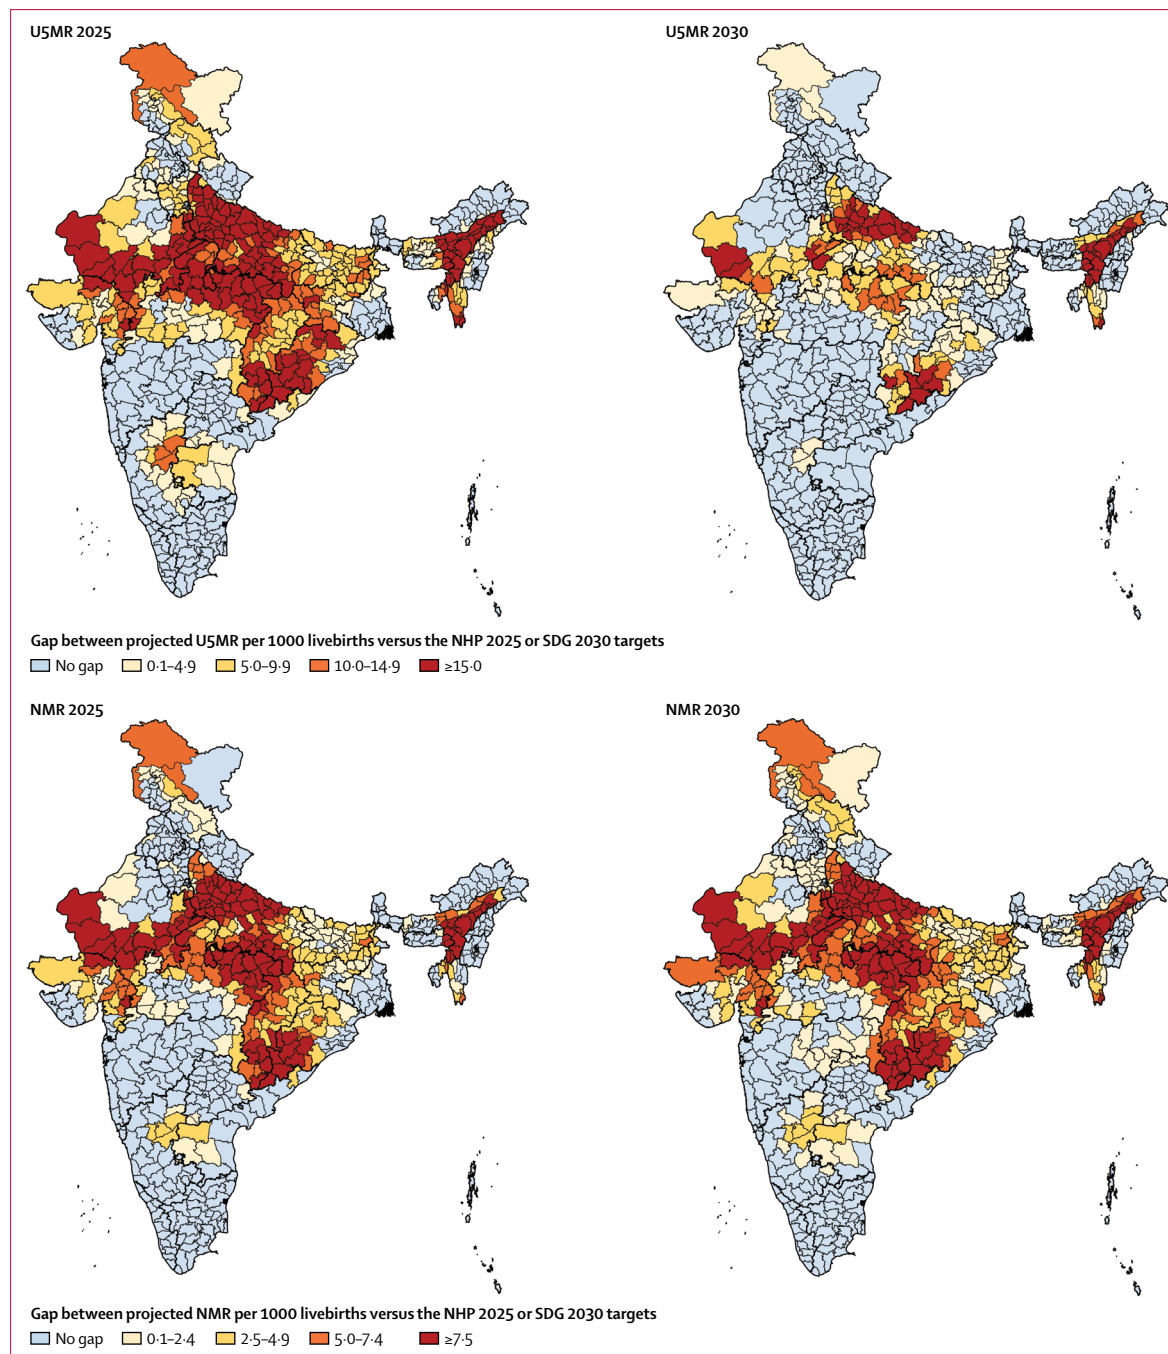 U5MR 2025
U5MR 2030
Gap between projected U5MR per 1000 livebirths versus the NHP 2025 or SDG 2030 targets
No gap 0·1–4·9 5·0–9·9 10·0–14·9 ≥15·0
NMR 2025
NMR 2030
Gap between projected NMR per 1000 livebirths versus the NHP 2025 or SDG 2030 targets
No gap 0·1–2·4 2·5–4·9 5·0–7·4 ≥7·5